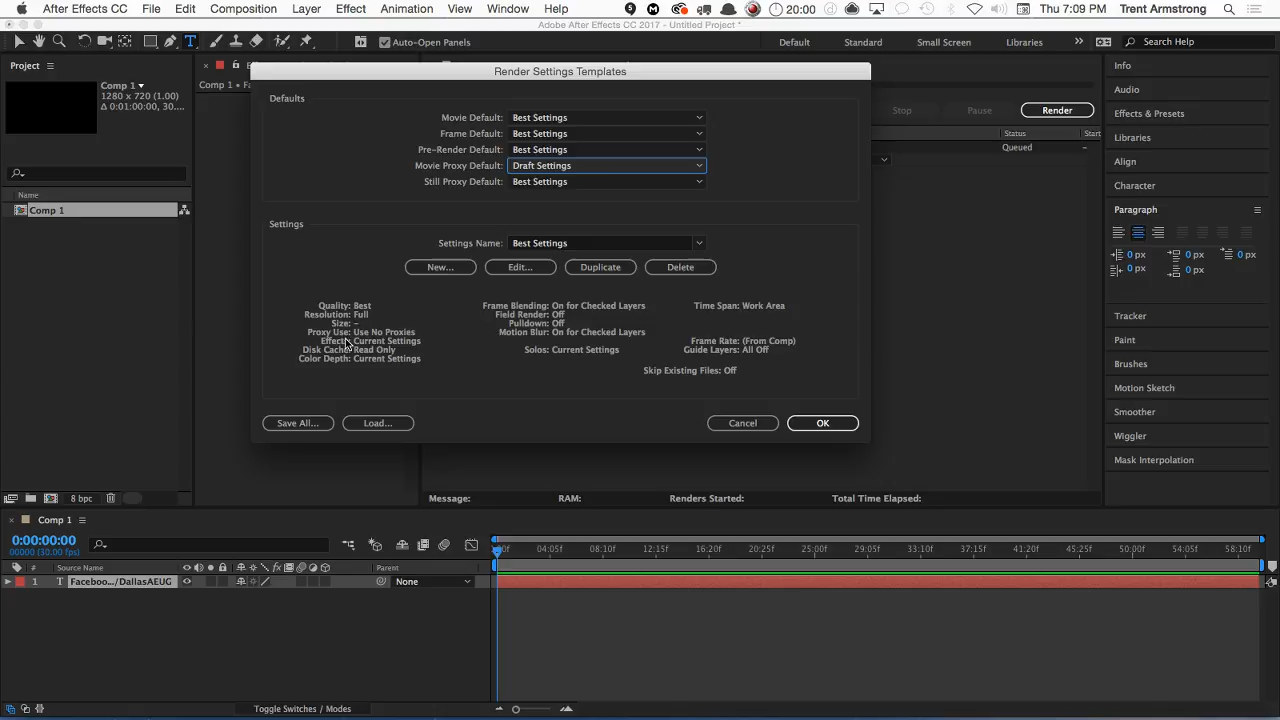 After Effects CC File Edit Composition Layer Effect Animation View Window Help 20:00 Thu 7:09 PM Trent Armstrong
Adobe After Effects CC 2017 - Untitled Project *
Auto-Open Panels Default Standard Small Screen Libraries Search Help
Project
Comp 1
1280 x 720 (1.00)
Δ 0:01:00:00, 30....
Name
Comp 1
8 bpc
Comp 1
Render Settings Templates
Defaults
Movie Default: Best Settings
Frame Default: Best Settings
Pre-Render Default: Best Settings
Movie Proxy Default: Draft Settings
Still Proxy Default: Best Settings
Settings
Settings Name: Best Settings
New... Edit... Duplicate Delete
Quality: Best
Resolution: Full
Size: -
Proxy Use: Use No Proxies
Effects: Current Settings
Disk Cache: Read Only
Color Depth: Current Settings
Frame Blending: On for Checked Layers
Field Render: Off
Pulldown: Off
Motion Blur: On for Checked Layers
Solos: Current Settings
Time Span: Work Area
Frame Rate: (From Comp)
Guide Layers: All Off
Skip Existing Files: Off
Save All... Load... Cancel OK
Stop Pause Render
Status Start
Queued -
Message: RAM: Renders Started: Total Time Elapsed:
Info
Audio
Effects & Presets
Libraries
Align
Character
Paragraph
0 px 0 px 0 px
0 px 0 px
Tracker
Paint
Brushes
Motion Sketch
Smoother
Wiggler
Mask Interpolation
Comp 1
0:00:00:00
00000 (30.00 fps)
# Source Name Parent
1 T Faceboo.../DallasAEUG None
:00f 04:05f 08:10f 12:15f 16:20f 20:25f 25:00f 29:05f 33:10f 37:15f 41:20f 45:25f 50:00f 54:05f 58:10f
Toggle Switches / Modes